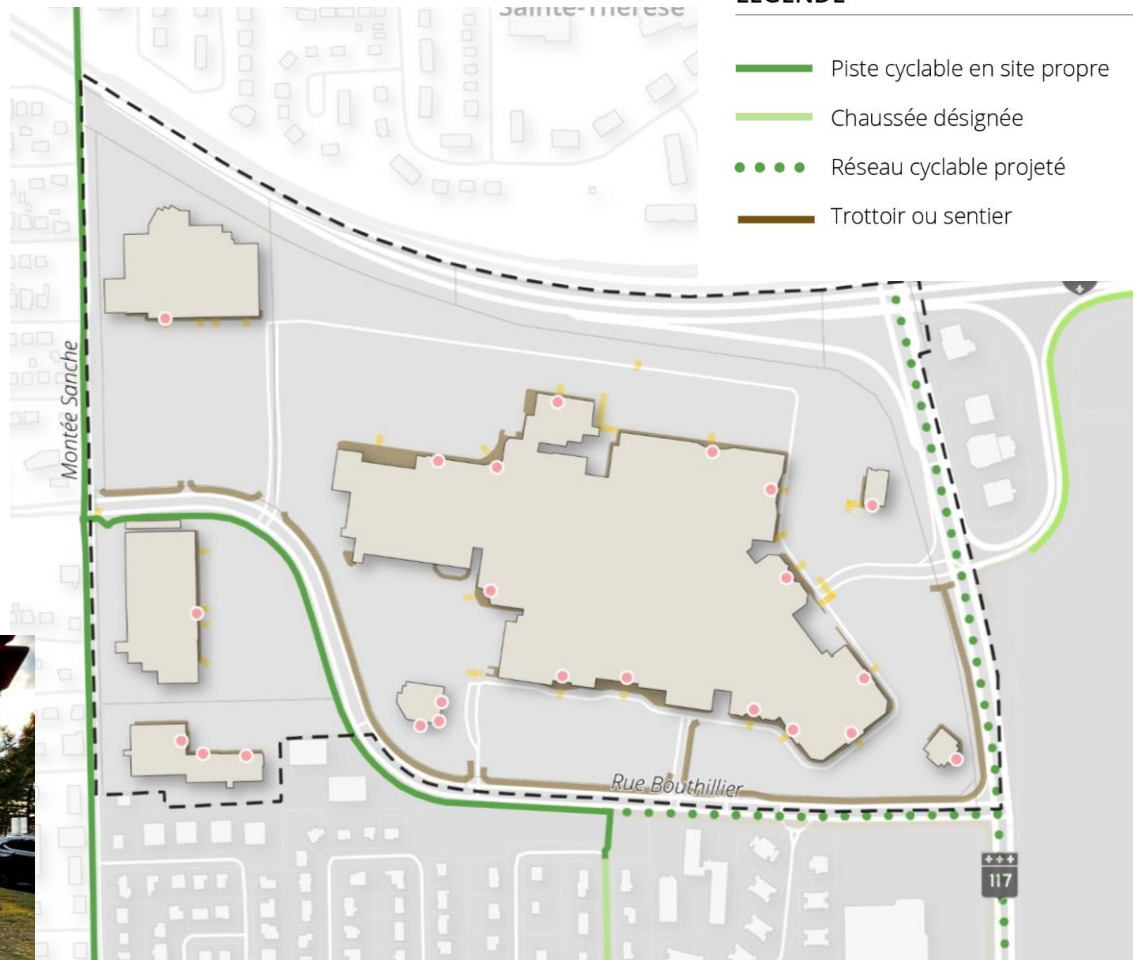 Sainte-Thérèse
LÉGENDE
Piste cyclable en site propre
Chaussée désignée
Réseau cyclable projeté
Trottoir ou sentier
Montée Sanche
Rue Bouthillier
117